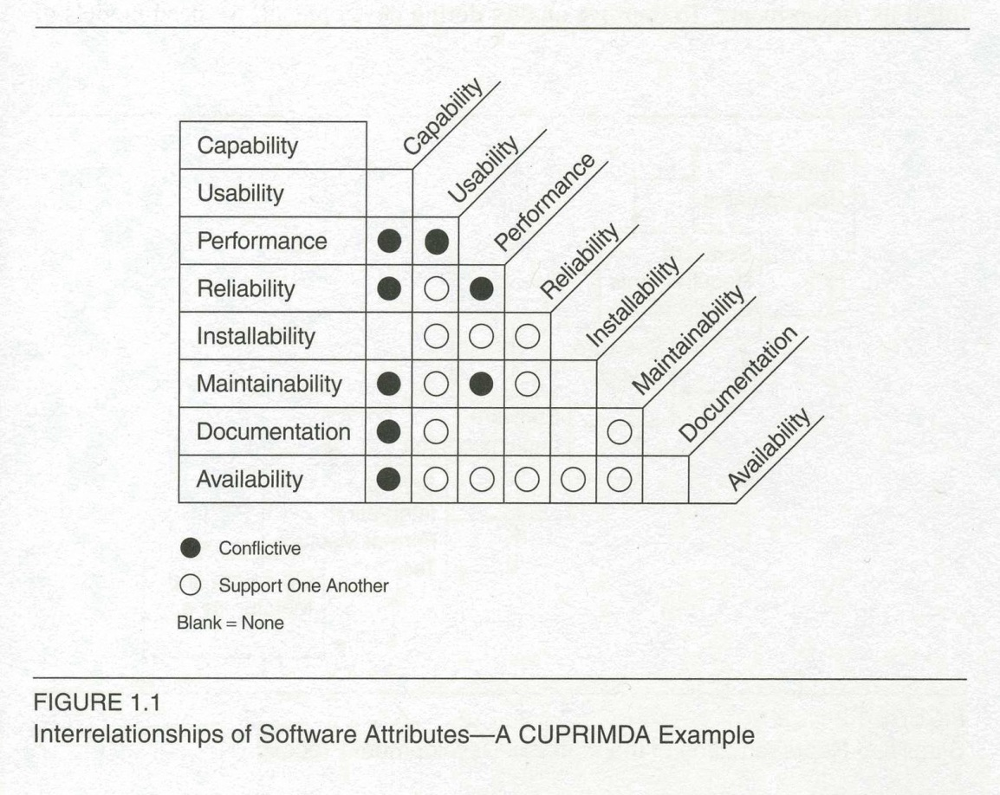 Capability
Usability
Performance
Reliability
Installability
Maintainability
Documentation
Availability
Capability
Usability
Performance
Reliability
Installability
Maintainability
Documentation
Availability
Conflictive
Support One Another
Blank = None
FIGURE 1.1
Interrelationships of Software Attributes—A CUPRIMDA Example